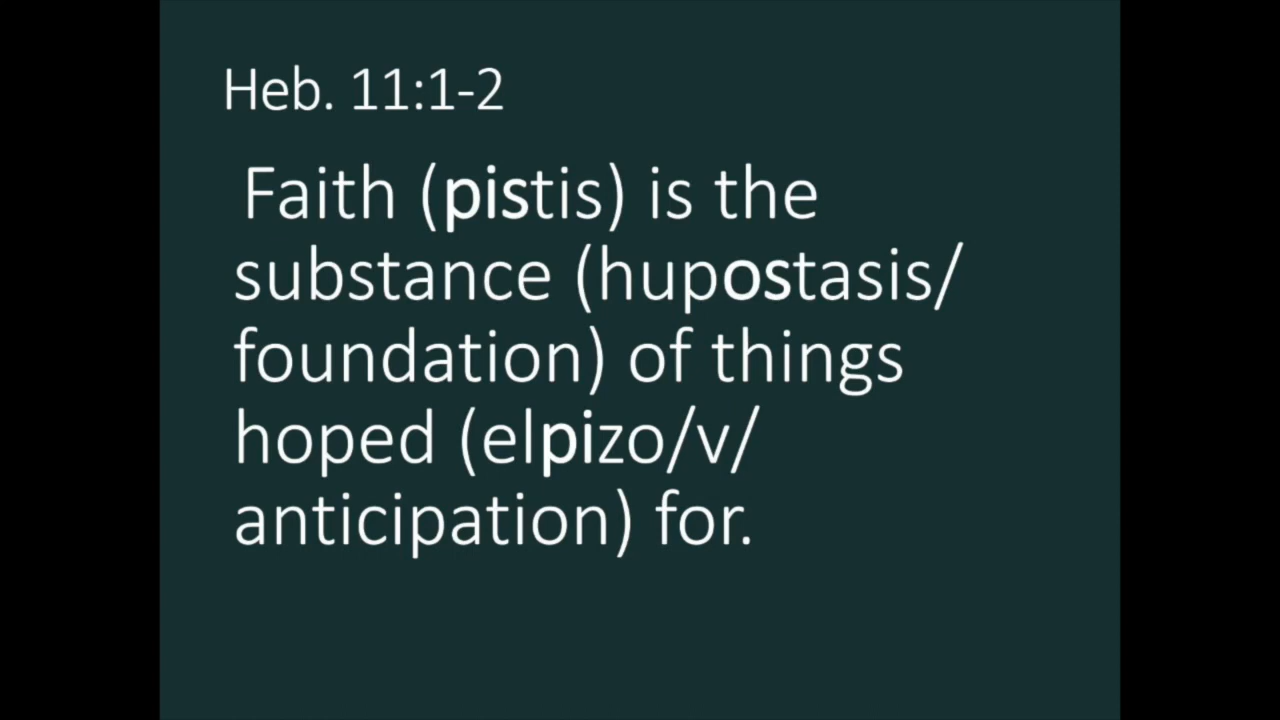 Heb. 11:1-2
Faith (pistis) is the
substance (hupostasis/
foundation) of things
hoped (elpizo/v/
anticipation) for.